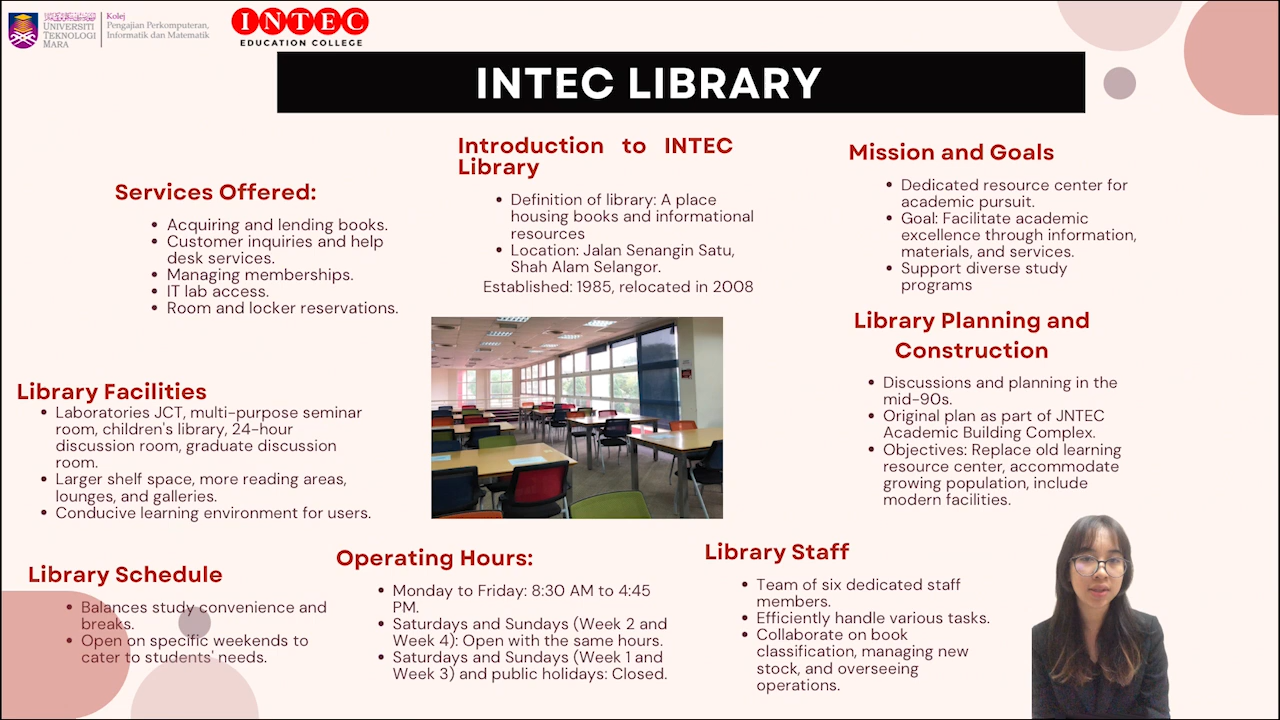 UNIVERSITI
TEKNOLOGI
MARA
Kolej
Pengajian Perkomputeran,
Informatik dan Matematik
INTEC
EDUCATION COLLEGE
INTEC LIBRARY
Services Offered:
• Acquiring and lending books.
• Customer inquiries and help
desk services.
• Managing memberships.
• IT lab access.
• Room and locker reservations.
Introduction to INTEC
Library
• Definition of library: A place
housing books and informational
resources
• Location: Jalan Senangin Satu,
Shah Alam Selangor.
Established: 1985, relocated in 2008
Mission and Goals
• Dedicated resource center for
academic pursuit.
• Goal: Facilitate academic
excellence through information,
materials, and services.
• Support diverse study
programs
Library Planning and
Construction
• Discussions and planning in the
mid-90s.
• Original plan as part of JNTEC
Academic Building Complex.
• Objectives: Replace old learning
resource center, accommodate
growing population, include
modern facilities.
Library Facilities
• Laboratories JCT, multi-purpose seminar
room, children's library, 24-hour
discussion room, graduate discussion
room.
• Larger shelf space, more reading areas,
lounges, and galleries.
• Conducive learning environment for users.
Library Schedule
• Balances study convenience and
breaks.
• Open on specific weekends to
cater to students' needs.
Operating Hours:
• Monday to Friday: 8:30 AM to 4:45
PM.
• Saturdays and Sundays (Week 2 and
Week 4): Open with the same hours.
• Saturdays and Sundays (Week 1 and
Week 3) and public holidays: Closed.
Library Staff
• Team of six dedicated staff
members.
• Efficiently handle various tasks.
• Collaborate on book
classification, managing new
stock, and overseeing
operations.